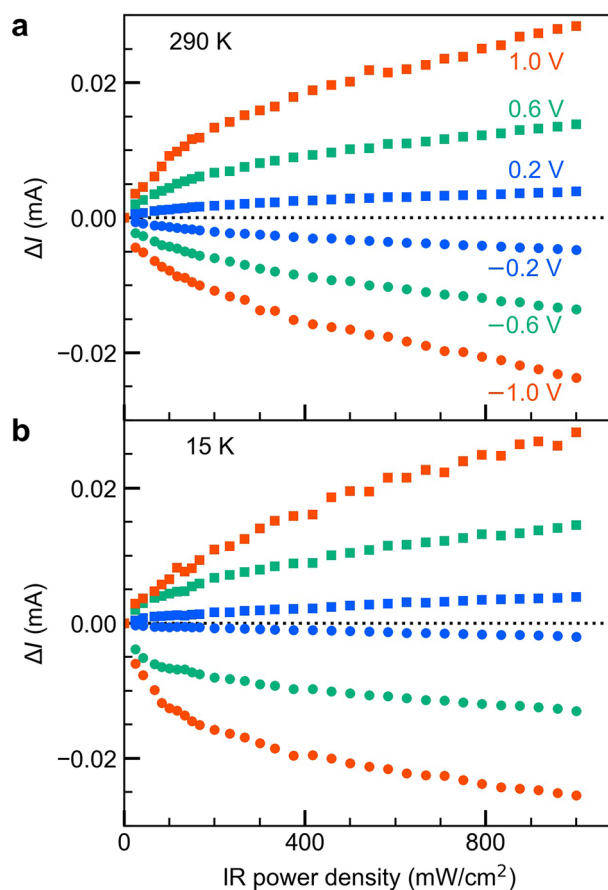 a
290 K
1.0 V
0.6 V
0.2 V
−0.2 V
−0.6 V
−1.0 V
0.02
0.00
−0.02
ΔI (mA)
b
15 K
0.02
0.00
−0.02
ΔI (mA)
0
400
800
IR power density (mW/cm²)